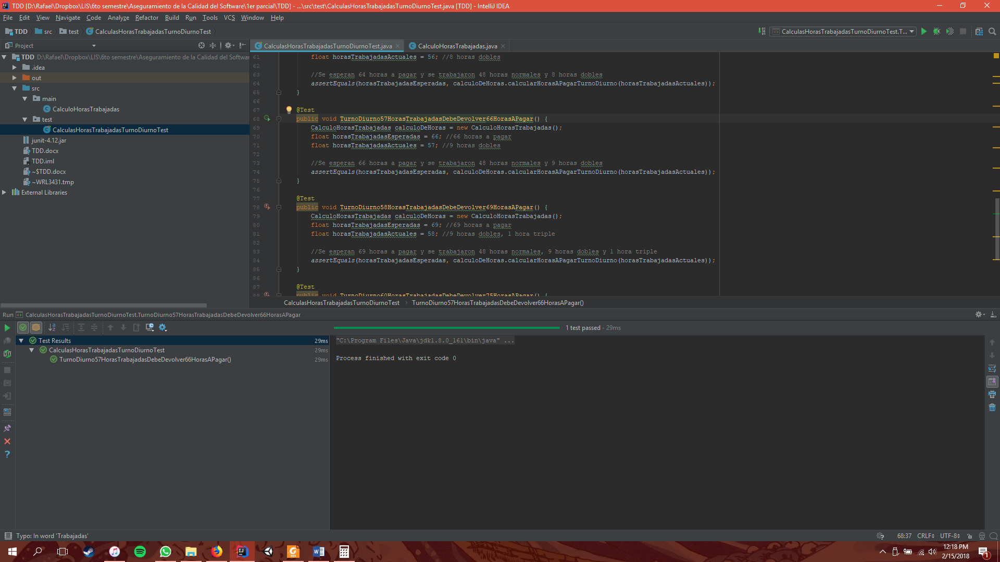 TDD [D:\Rafael\Dropbox\LIS\6to semestre\Aseguramiento de la Calidad del Software\1er parcial\TDD] - ...\src\test\CalculasHorasTrabajadasTurnoDiurnoTest.java [TDD] - IntelliJ IDEA
File Edit View Navigate Code Analyze Refactor Build Run Tools VCS Window Help
TDD src test CalculasHorasTrabajadasTurnoDiurnoTest
CalculasHorasTrabajadasTurnoDiurnoTest.T...
Project
CalculasHorasTrabajadasTurnoDiurnoTest.java CalculoHorasTrabajadas.java
TDD D:\Rafael\Dropbox\LIS\6to semestre\Aseguramiento de la Calidad del Softwar
.idea
out
src
main
CalculoHorasTrabajadas
test
CalculasHorasTrabajadasTurnoDiurnoTest
junit-4.12.jar
TDD.docx
TDD.iml
~$TDD.docx
~WRL3431.tmp
External Libraries
61 float horasTrabajadasActuales = 56; //8 horas dobles
62
63 //Se esperan 64 horas a pagar y se trabajaron 48 horas normales y 8 horas dobles
64 assertEquals(horasTrabajadasEsperadas, calculoDeHoras.calcularHorasAPagarTurnoDiurno(horasTrabajadasActuales));
65 }
66
67 @Test
68 public void TurnoDiurno57HorasTrabajadasDebeDevolver66HorasAPagar() {
69 CalculoHorasTrabajadas calculoDeHoras = new CalculoHorasTrabajadas();
70 float horasTrabajadasEsperadas = 66; //66 horas a pagar
71 float horasTrabajadasActuales = 57; //9 horas dobles
72
73 //Se esperan 66 horas a pagar y se trabajaron 48 horas normales y 9 horas dobles
74 assertEquals(horasTrabajadasEsperadas, calculoDeHoras.calcularHorasAPagarTurnoDiurno(horasTrabajadasActuales));
75 }
76
77 @Test
78 public void TurnoDiurno58HorasTrabajadasDebeDevolver69HorasAPagar() {
79 CalculoHorasTrabajadas calculoDeHoras = new CalculoHorasTrabajadas();
80 float horasTrabajadasEsperadas = 69; //69 horas a pagar
81 float horasTrabajadasActuales = 58; //9 horas dobles, 1 hora triple
82
83 //Se esperan 69 horas a pagar y se trabajaron 48 horas normales, 9 horas dobles y 1 hora triple
84 assertEquals(horasTrabajadasEsperadas, calculoDeHoras.calcularHorasAPagarTurnoDiurno(horasTrabajadasActuales));
85 }
86
87 @Test
88 public void TurnoDiurno60HorasTrabajadasDebeDevolver75HorasAPagar() {
CalculasHorasTrabajadasTurnoDiurnoTest TurnoDiurno57HorasTrabajadasDebeDevolver66HorasAPagar()
Run CalculasHorasTrabajadasTurnoDiurnoTest.TurnoDiurno57HorasTrabajadasDebeDevolver66HorasAPagar
1 test passed - 29ms
Test Results 29ms
CalculasHorasTrabajadasTurnoDiurnoTest 29ms
TurnoDiurno57HorasTrabajadasDebeDevolver66HorasAPagar() 29ms
"C:\Program Files\Java\jdk1.8.0_161\bin\java" ...
Process finished with exit code 0
Typo: In word 'Trabajadas'
68:37 CRLF UTF-8
12:18 PM
2/15/2018
1